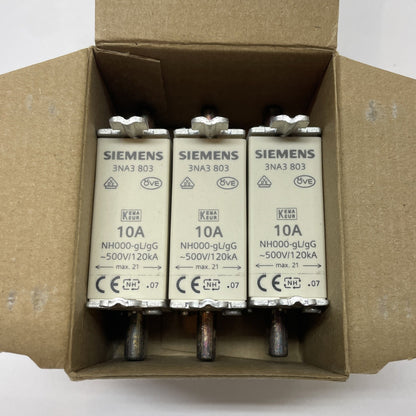 SIEMENS
3NA3 803
ÖVE
KEMA
KEUR
10A
NH000-gL/gG
~500V/120kA
max. 21
CE NH .07
SIEMENS
3NA3 803
ÖVE
KEMA
KEUR
10A
NH000-gL/gG
~500V/120kA
max. 21
CE NH .07
SIEMENS
3NA3 803
ÖVE
KEMA
KEUR
10A
NH000-gL/gG
~500V/120kA
max. 21
CE NH .07